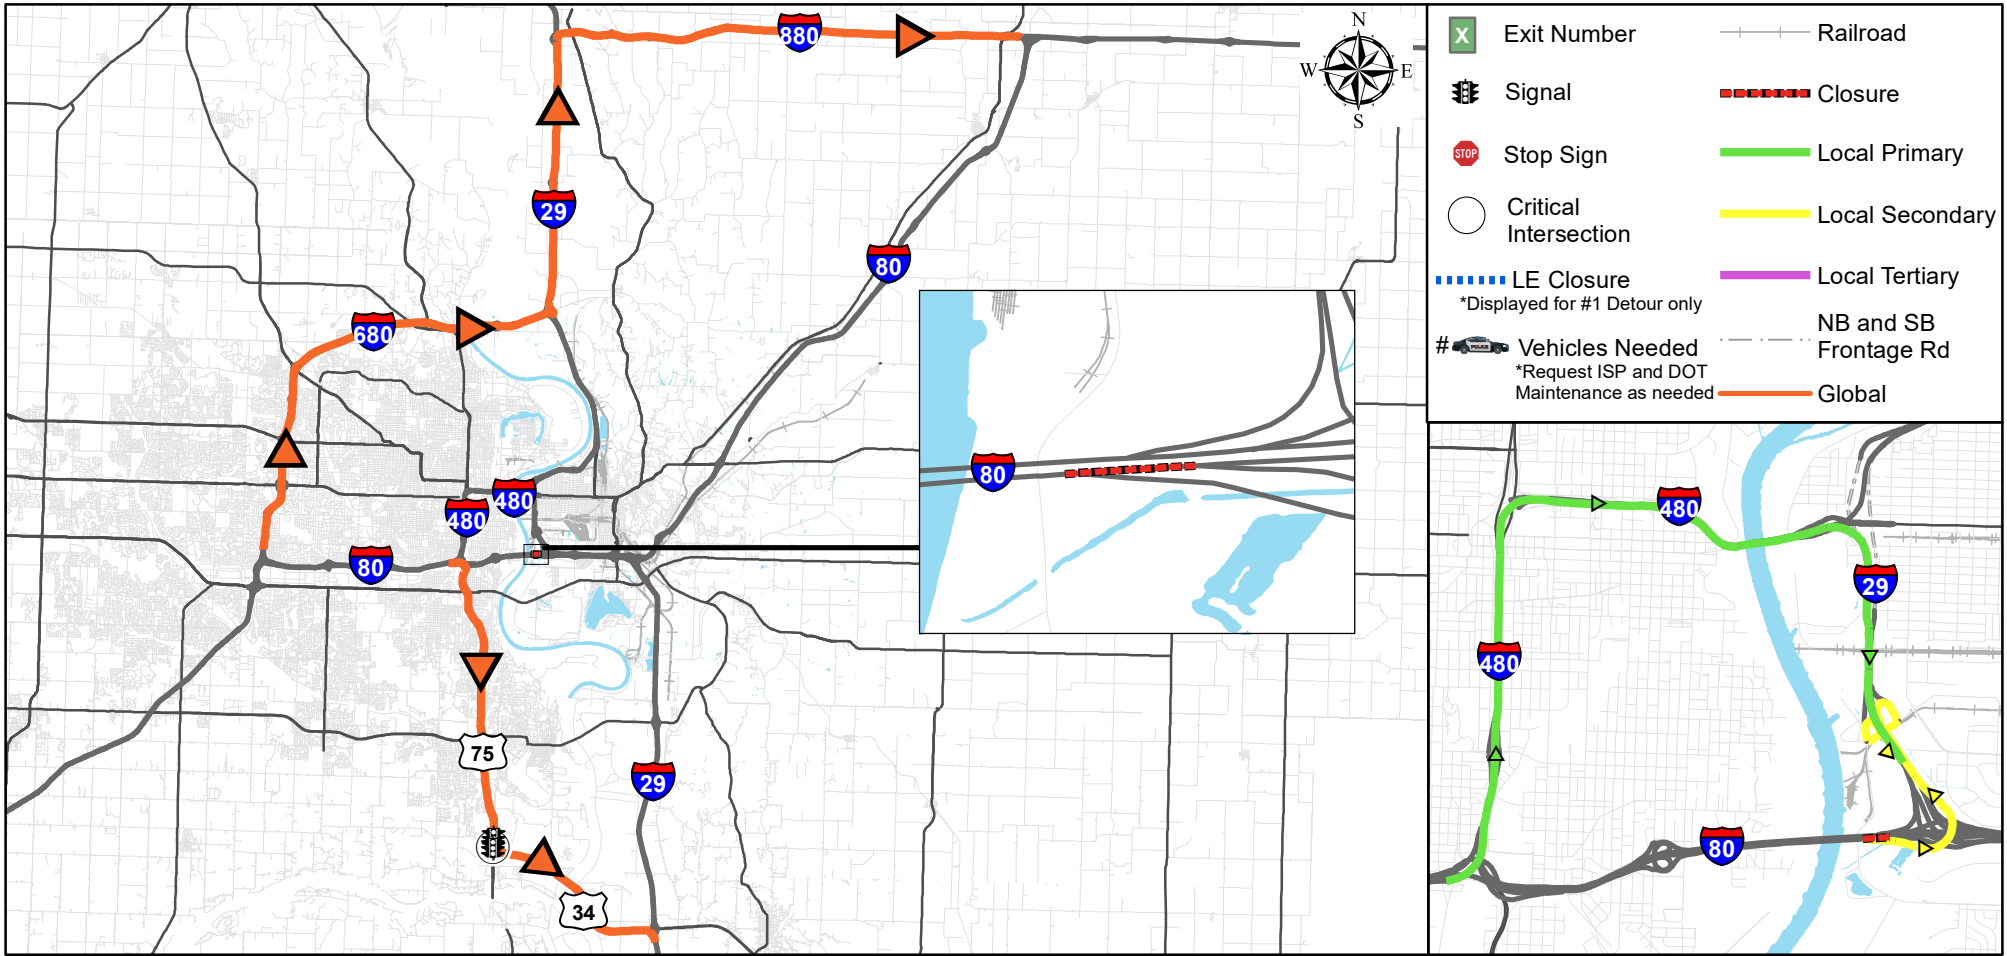 880
N
W
E
S
29
80
680
480
480
80
75
29
34
80
X
Exit Number
Signal
STOP
Stop Sign
Critical
Intersection
LE Closure
*Displayed for #1 Detour only
#
POLICE
Vehicles Needed
*Request ISP and DOT
Maintenance as needed
Railroad
Closure
Local Primary
Local Secondary
Local Tertiary
NB and SB
Frontage Rd
Global
480
29
480
80